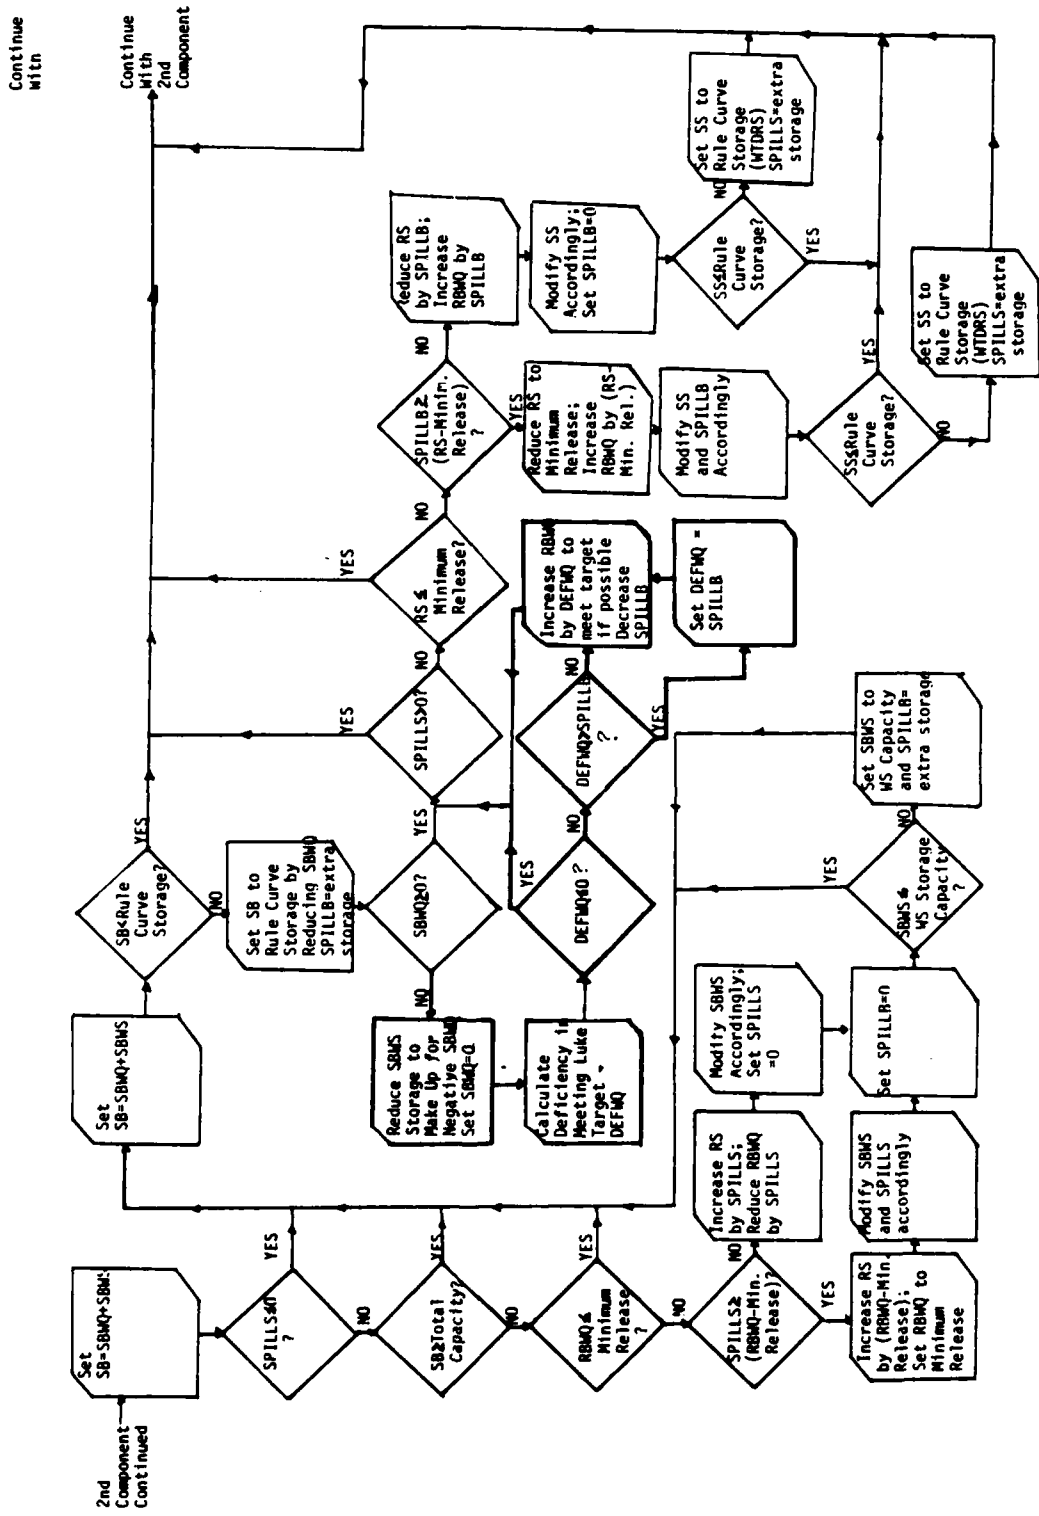 Continue
Witn
2nd
Component
Continued
Set
SB=SBWQ+SBWS
SPILLS≤0
?
YES
NO
SB≥Total
Capacity?
YES
NO
RBWQ≤
Minimum
Release
?
YES
NO
SPILLS≥
(RBWQ-Min.
Release)?
NO
YES
Increase RS
by (RBWQ-Min.
Release);
Set RBWQ to
Minimum
Release
Increase RS
by SPILLS;
Reduce RBWQ
by SPILLS
Modify SBWS
Accordingly;
Set SPILLS
=0
Modify SBWS
and SPILLS
accordingly
Set SPILLB=0
SBWS≤
WS Storage
Capacity
?
YES
NO
Set SBWS to
WS Capacity
and SPILLB=
extra storage
Set
SB=SBWQ+SBWS
SB<Rule
Curve
Storage?
YES
NO
Set SB to
Rule Curve
Storage by
Reducing SBWQ
SPILLB=extra
storage
SBWQ≥0?
YES
NO
Reduce SBWS
Storage to
Make Up for
Negative SBWQ
Set SBWQ=0
Calculate
Deficiency in
Meeting Luke
Target -
DEFWQ
DEFWQ≤0 ?
YES
NO
DEFWQ>SPILLB
?
NO
YES
Increase RBWQ
by DEFWQ to
meet target
if possible
Decrease
SPILLB
Set DEFWQ =
SPILLB
SPILLS>0?
YES
NO
RS≤
Minimum
Release?
YES
NO
SPILLB≥
(RS-Minim.
Release)
?
NO
YES
Reduce RS
by SPILLB;
Increase
RBWQ by
SPILLB
Modify SS
Accordingly;
Set SPILLB=0
SS≤Rule
Curve
Storage?
NO
YES
Set SS to
Rule Curve
Storage
(WTDRS)
SPILLS=extra
storage
Reduce RS to
Minimum
Release;
Increase
RBWQ by (RS-
Min. Rel.)
Modify SS
and SPILLB
Accordingly
SS≤Rule
Curve
Storage?
YES
NO
Set SS to
Rule Curve
Storage
(WTDRS)
SPILLS=extra
storage
Continue
With
2nd
Component